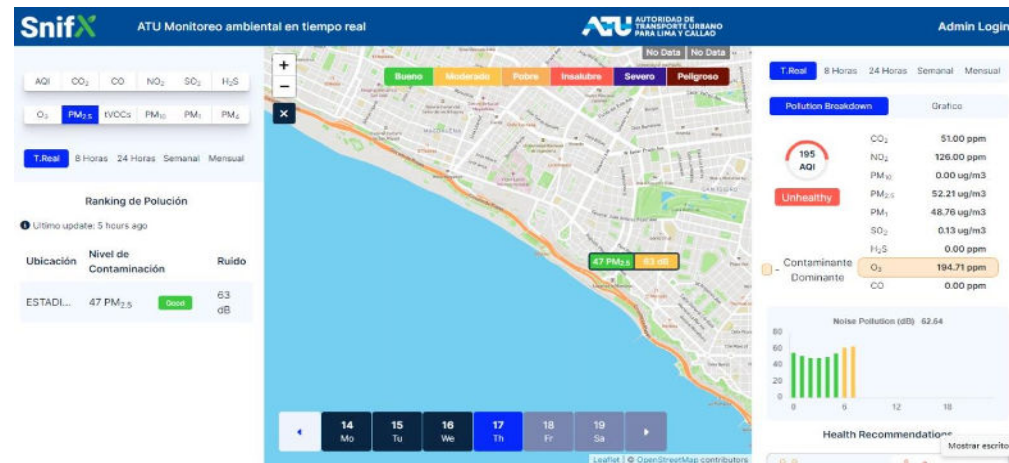 SnifX
ATU Monitoreo ambiental en tiempo real
ATU AUTORIDAD DE
TRANSPORTE URBANO
PARA LIMA Y CALLAO
Admin Login
AQI CO₂ CO NO₂ SO₂ H₂S
O₃ PM₂.₅ tVOCs PM₁₀ PM₁ PM₄
T.Real 8 Horas 24 Horas Semanal Mensual
Ranking de Polución
Ultimo update: 5 hours ago
Ubicación Nivel de Contaminación Ruido
ESTADI... 47 PM₂.₅ Good 63 dB
+
−
×
No Data No Data
Bueno Moderado Pobre Insalubre Severo Peligroso
MAGDALENA
SAN ISIDRO
47 PM₂.₅ 63 dB
14 15 16 17 18 19
Mo Tu We Th Fr Sa
Leaflet | © OpenStreetMap contributors
T.Real 8 Horas 24 Horas Semanal Mensual
Pollution Breakdown Grafico
195
AQI
Unhealthy
- Contaminante
Dominante
CO₂ 51.00 ppm
NO₂ 126.00 ppm
PM₁₀ 0.00 ug/m3
PM₂.₅ 52.21 ug/m3
PM₁ 48.76 ug/m3
SO₂ 0.13 ug/m3
H₂S 0.00 ppm
O₃ 194.71 ppm
CO 0.00 ppm
Noise Pollution (dB) 62.64
80
60
40
20
0
0 6 12 18
Health Recommendations
Mostrar escrito